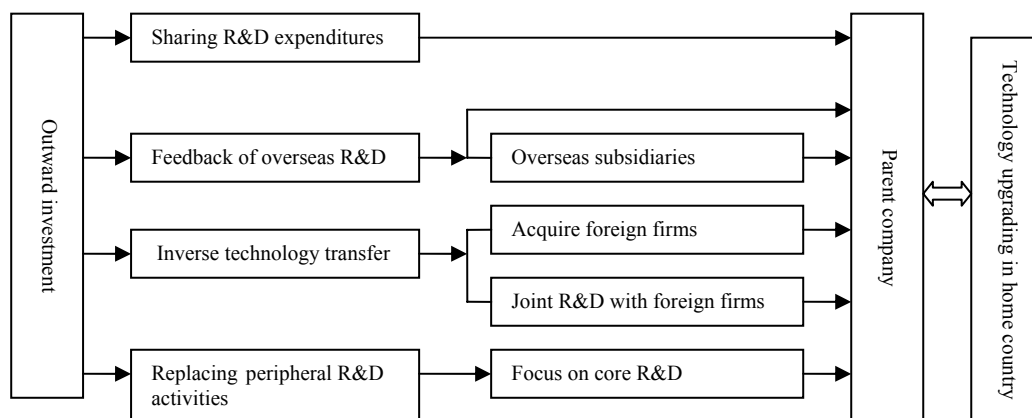 Outward
investment
Sharing R&D expenditures
Feedback of overseas R&D
Overseas subsidiaries
Inverse technology transfer
Acquire foreign firms
Joint R&D with foreign firms
Replacing peripheral R&D
activities
Focus on core R&D
Parent company
Technology upgrading in home country